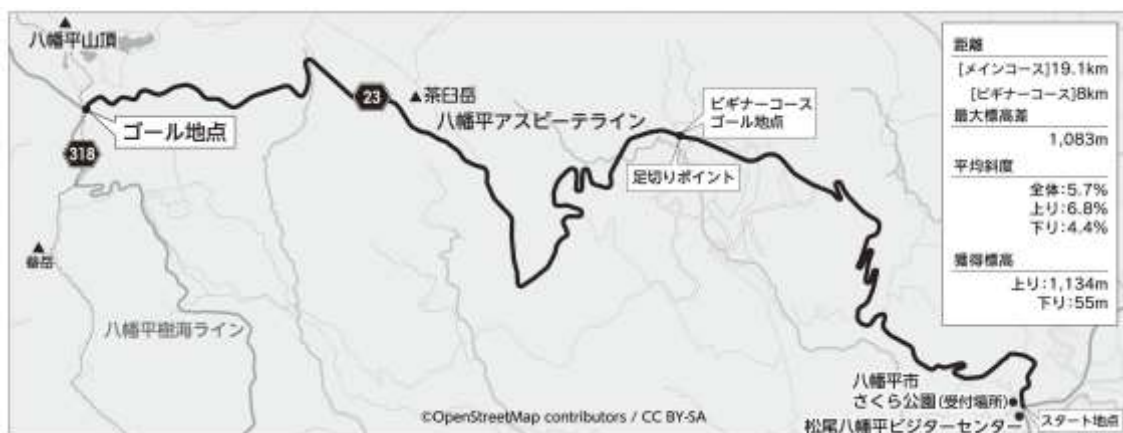 八幡平山頂
ゴール地点
318
畚岳
八幡平樹海ライン
23
茶臼岳
八幡平アスピーテライン
ビギナーコース
ゴール地点
足切りポイント
八幡平市
さくら公園(受付場所)
松尾八幡平ビジターセンター
スタート地点
©OpenStreetMap contributors / CC BY-SA
距離
[メインコース]19.1km
[ビギナーコース]8km
最大標高差
1,083m
平均斜度
全体:5.7%
上り:6.8%
下り:4.4%
獲得標高
上り:1,134m
下り:55m